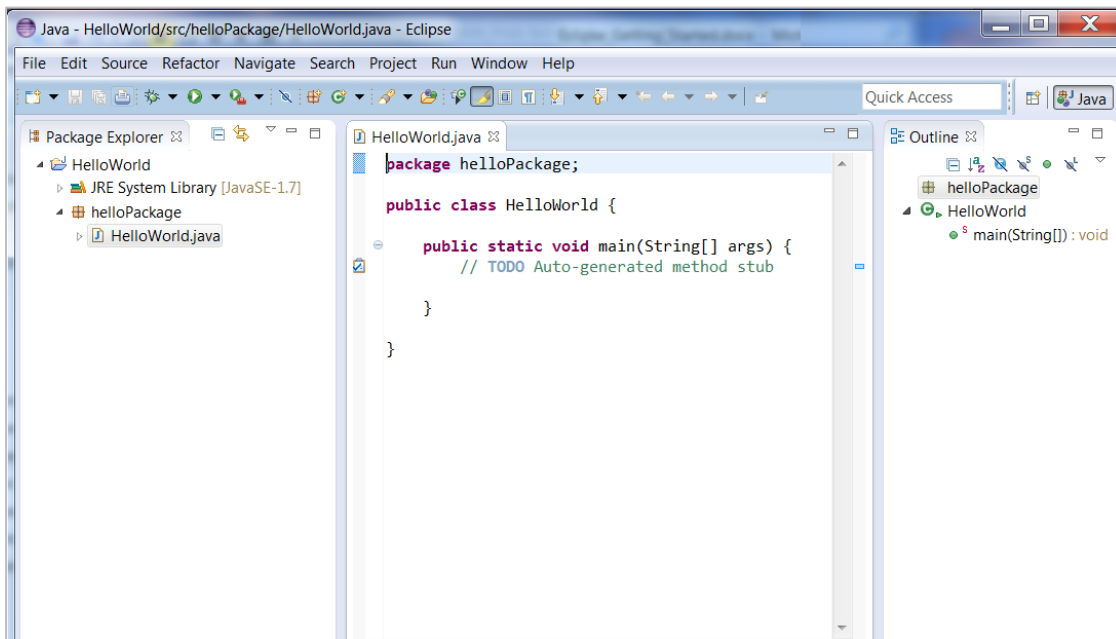 Java - HelloWorld/src/helloPackage/HelloWorld.java - Eclipse
File Edit Source Refactor Navigate Search Project Run Window Help
Quick Access
Java
Package Explorer
HelloWorld
JRE System Library [JavaSE-1.7]
helloPackage
HelloWorld.java
HelloWorld.java
package helloPackage;
public class HelloWorld {
public static void main(String[] args) {
// TODO Auto-generated method stub
}
}
Outline
helloPackage
HelloWorld
main(String[]) : void